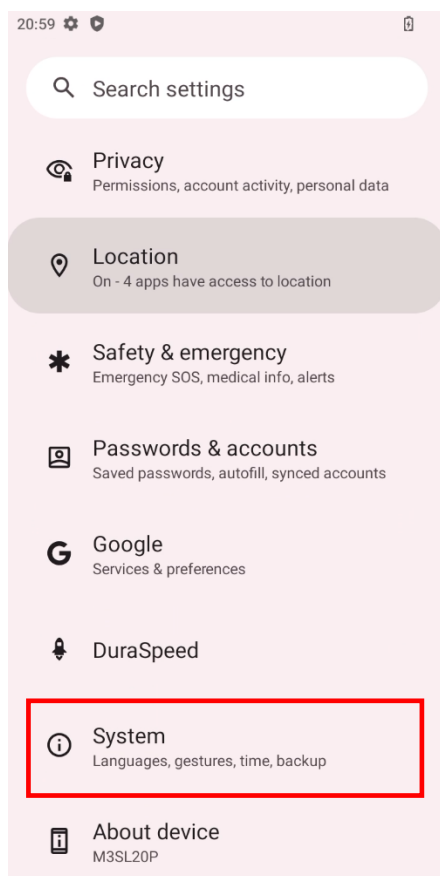 20:59
Search settings
Privacy
Permissions, account activity, personal data
Location
On - 4 apps have access to location
Safety & emergency
Emergency SOS, medical info, alerts
Passwords & accounts
Saved passwords, autofill, synced accounts
Google
Services & preferences
DuraSpeed
System
Languages, gestures, time, backup
About device
M3SL20P